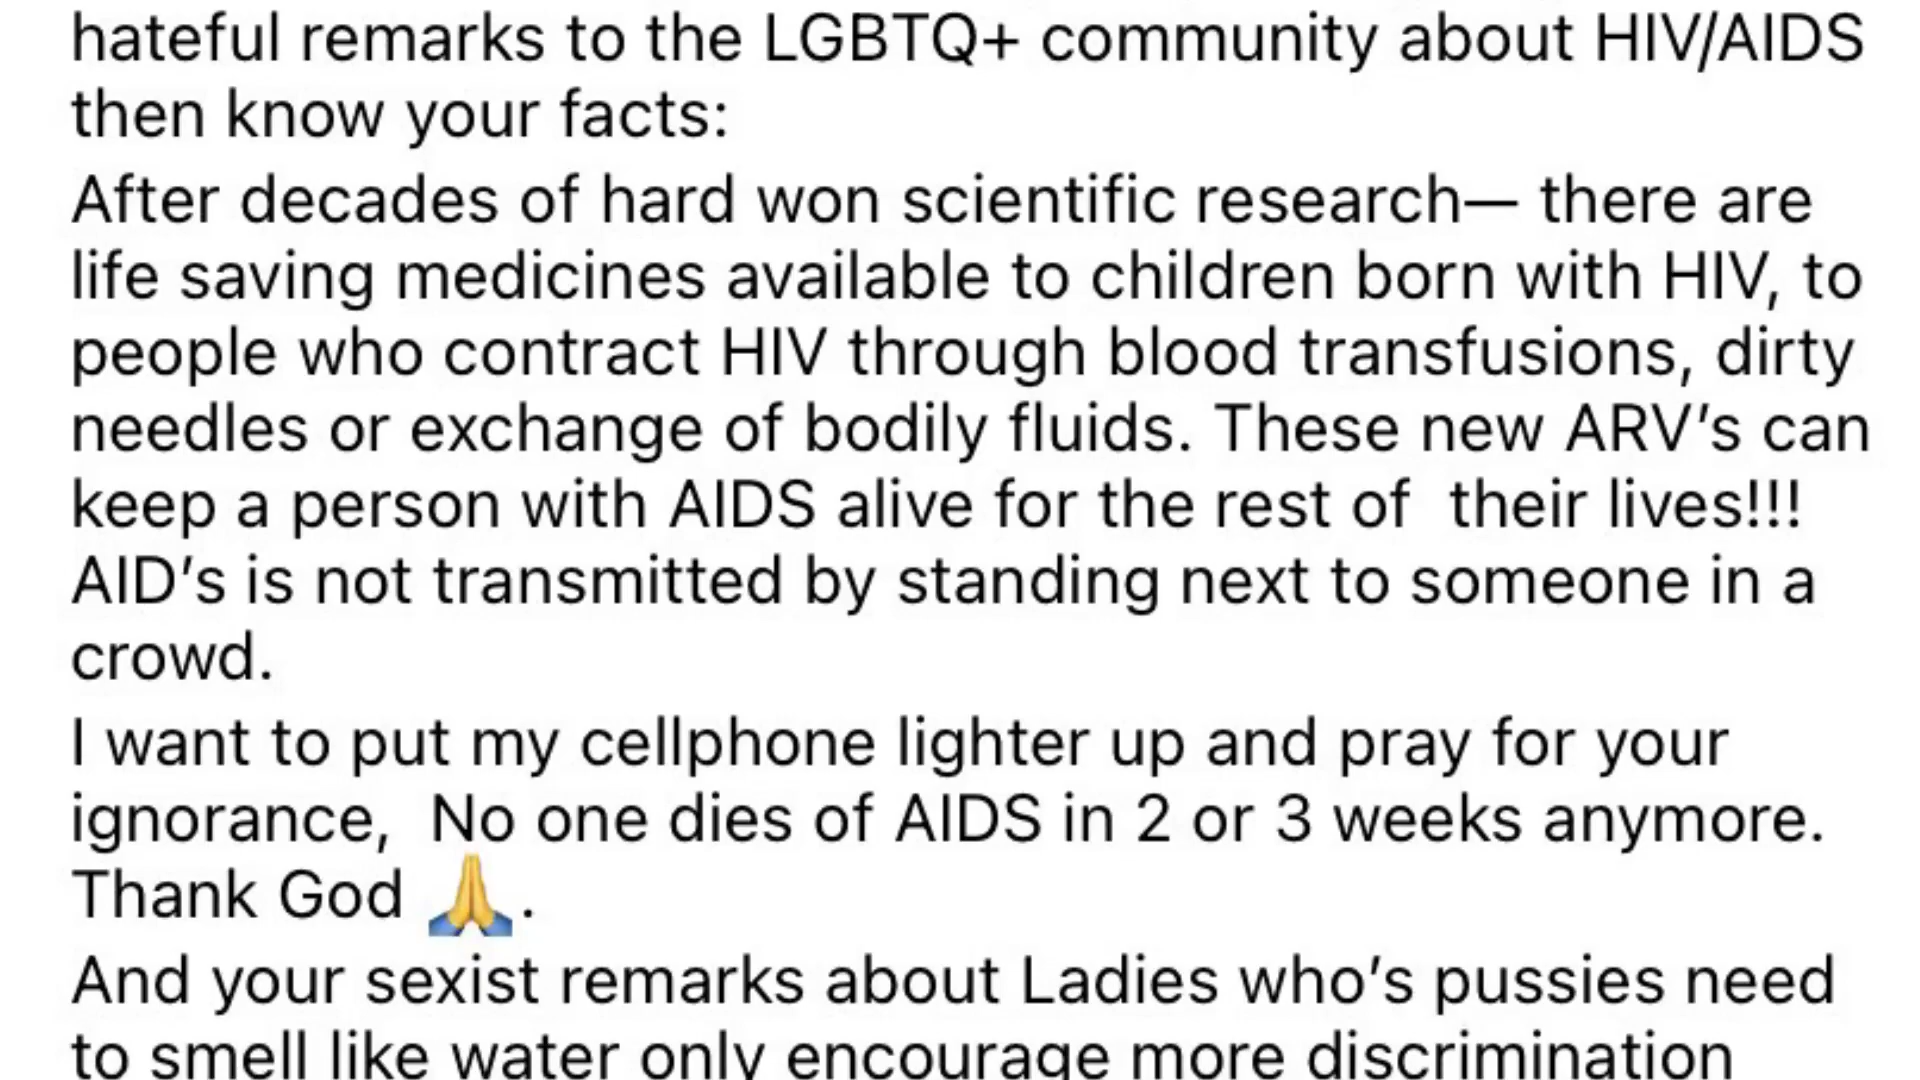 hateful remarks to the LGBTQ+ community about HIV/AIDS
then know your facts:
After decades of hard won scientific research— there are
life saving medicines available to children born with HIV, to
people who contract HIV through blood transfusions, dirty
needles or exchange of bodily fluids. These new ARV’s can
keep a person with AIDS alive for the rest of  their lives!!!
AID’s is not transmitted by standing next to someone in a
crowd.
I want to put my cellphone lighter up and pray for your
ignorance,  No one dies of AIDS in 2 or 3 weeks anymore.
Thank God 🙏.
And your sexist remarks about Ladies who’s pussies need
to smell like water only encourage more discrimination